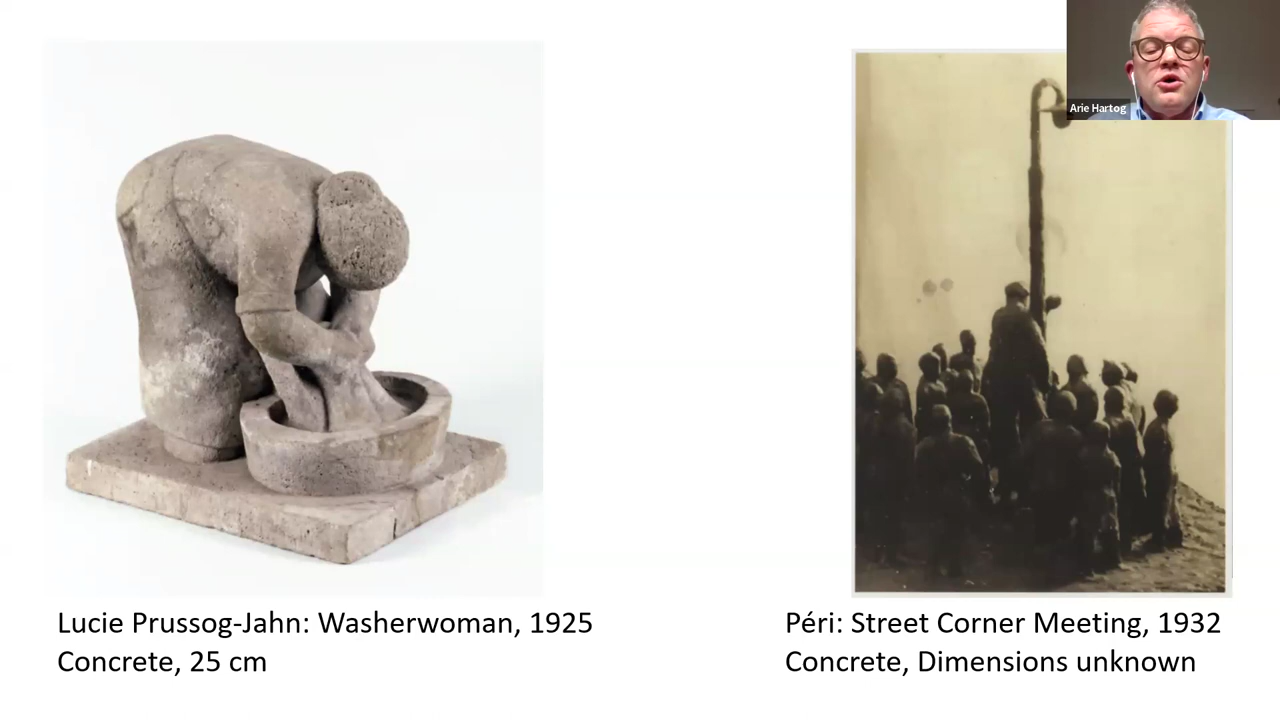 Arie Hartog
Lucie Prussog-Jahn: Washerwoman, 1925
Concrete, 25 cm
Péri: Street Corner Meeting, 1932
Concrete, Dimensions unknown